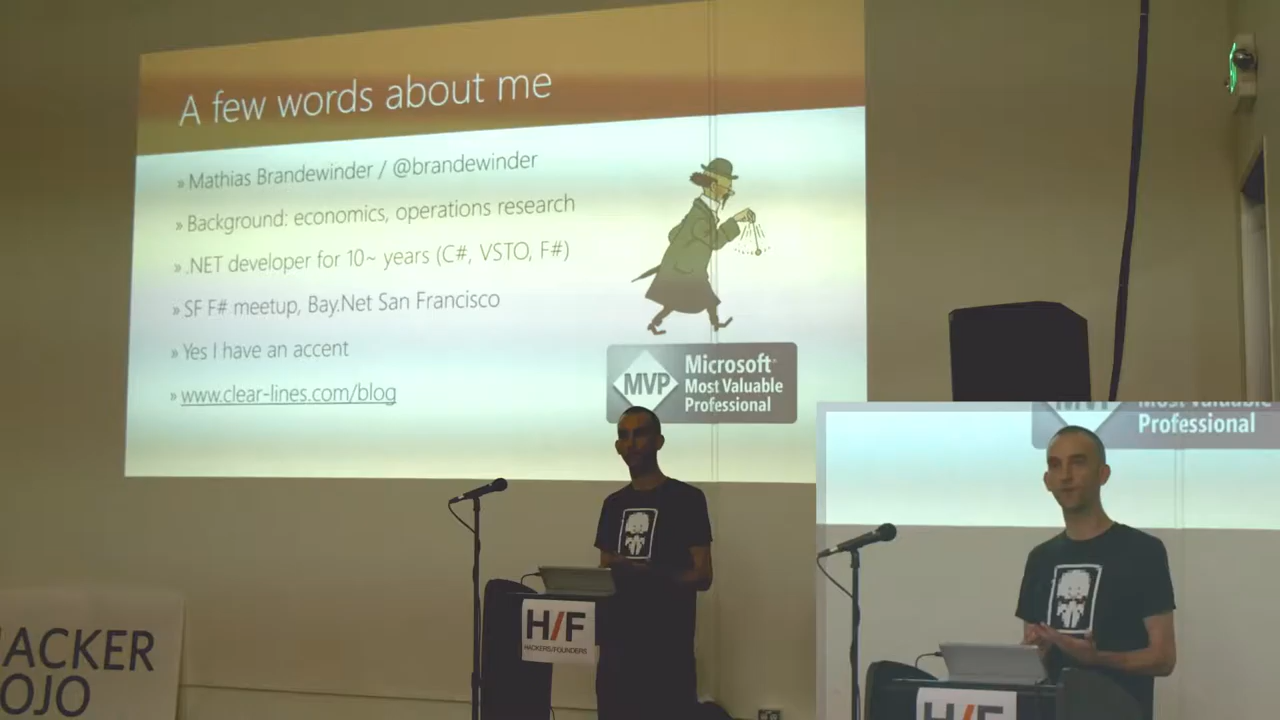 A few words about me
» Mathias Brandewinder / @brandewinder
» Background: economics, operations research
» .NET developer for 10~ years (C#, VSTO, F#)
» SF F# meetup, Bay.Net San Francisco
» Yes I have an accent
» www.clear-lines.com/blog
MVP
Microsoft®
Most Valuable
Professional
H/F
HACKERS/FOUNDERS
ACKER
OJO
MVP
Most Valuable
Professional
H/F